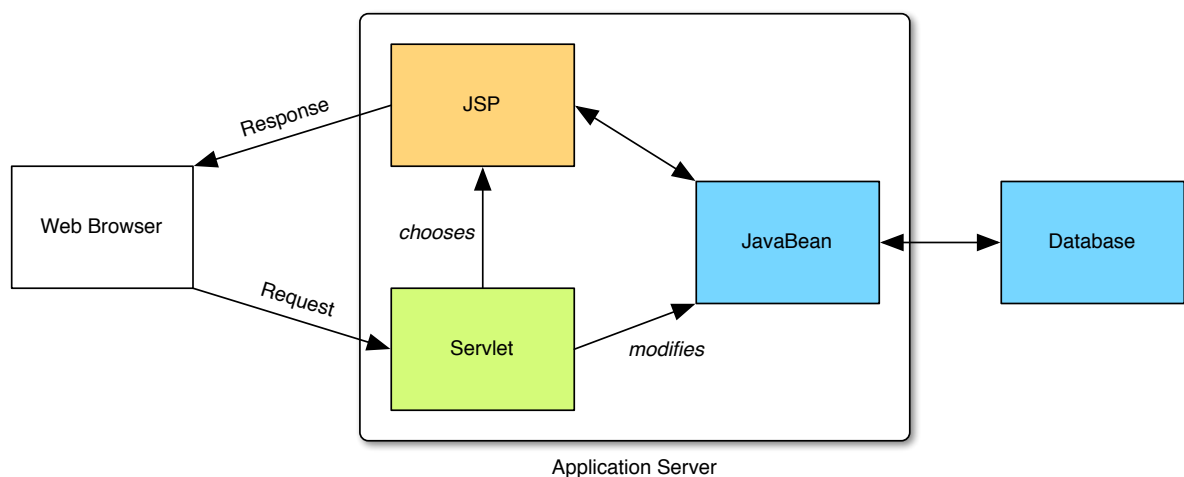 JSP
Response
Web Browser
chooses
JavaBean
Database
Request
Servlet
modifies
Application Server